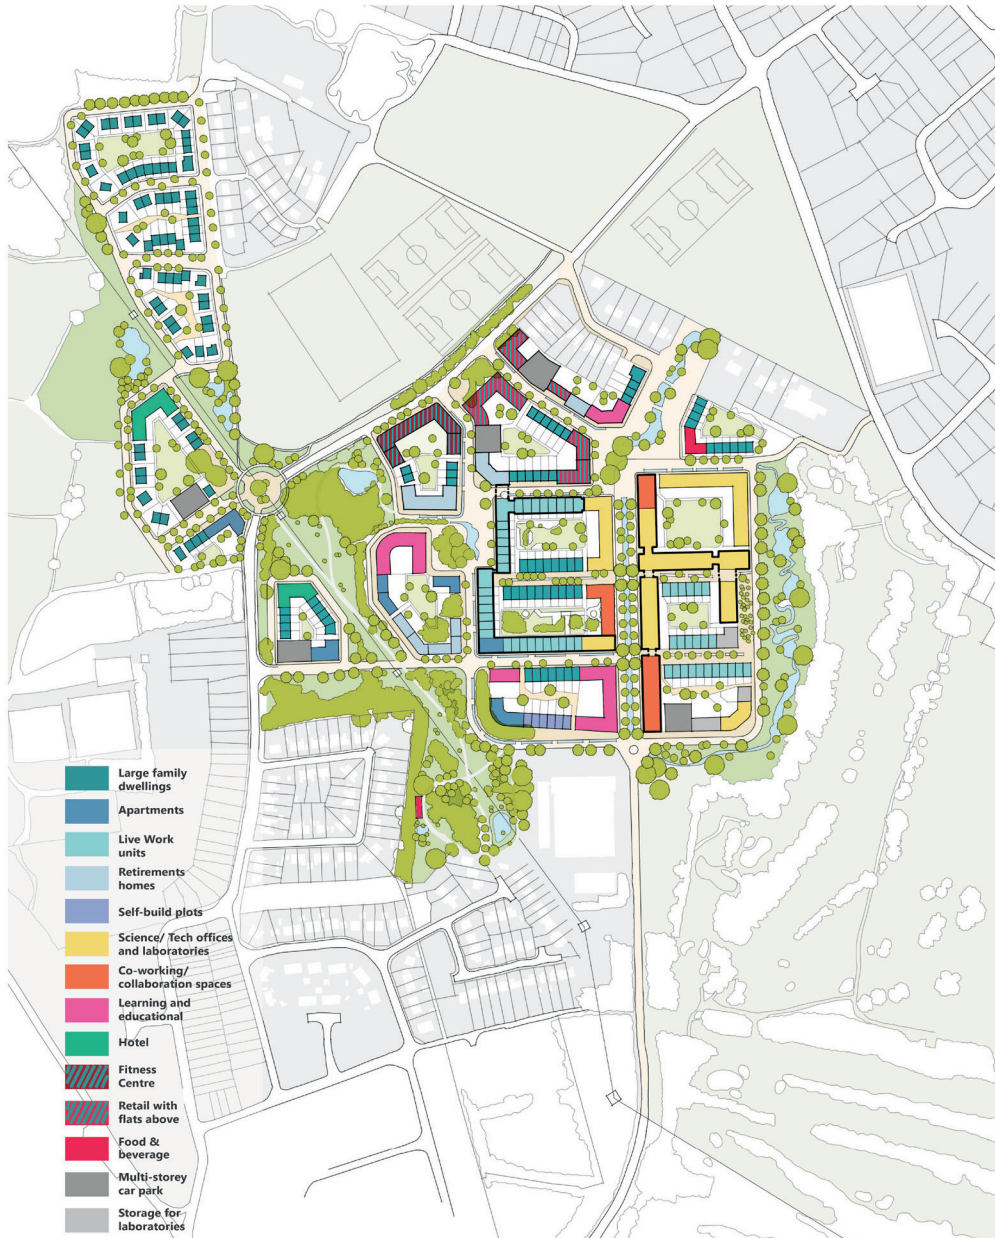 Large family
dwellings
Apartments
Live Work
units
Retirements
homes
Self-build plots
Science/ Tech offices
and laboratories
Co-working/
collaboration spaces
Learning and
educational
Hotel
Fitness
Centre
Retail with
flats above
Food &
beverage
Multi-storey
car park
Storage for
laboratories